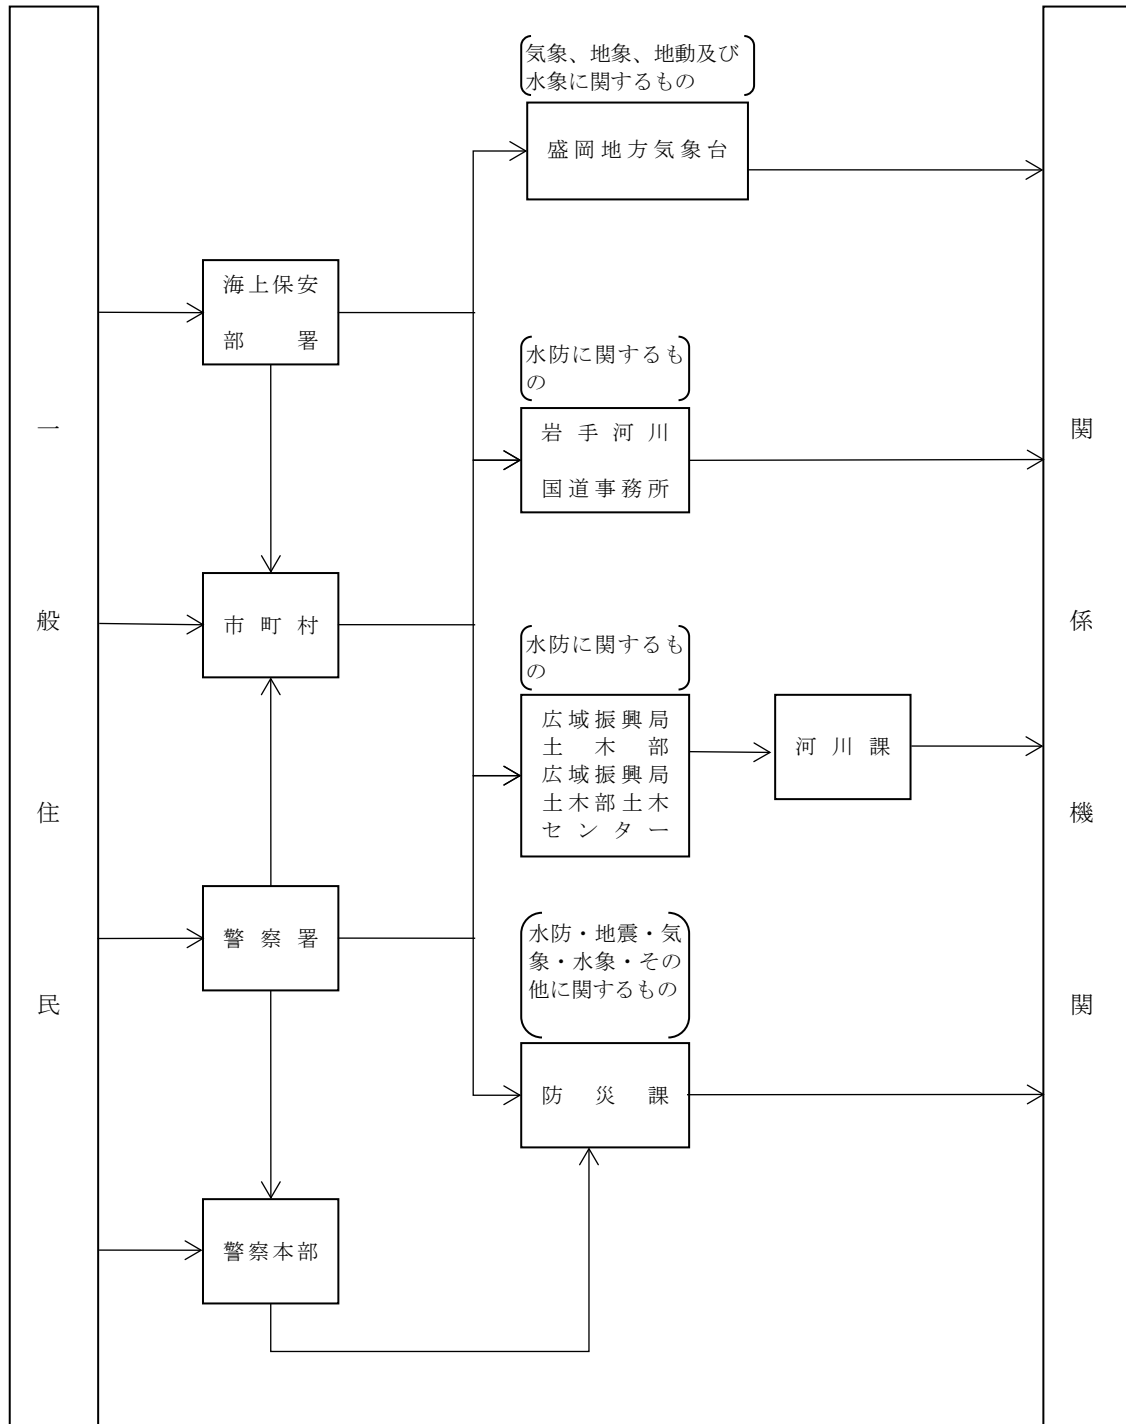 一般住民
海上保安
部署
市町村
警察署
警察本部
気象、地象、地動及び
水象に関するもの
盛岡地方気象台
水防に関するも
の
岩手河川
国道事務所
水防に関するも
の
広域振興局
土木部
広域振興局
土木部土木
センター
河川課
水防・地震・気
象・水象・その
他に関するもの
防災課
関係機関